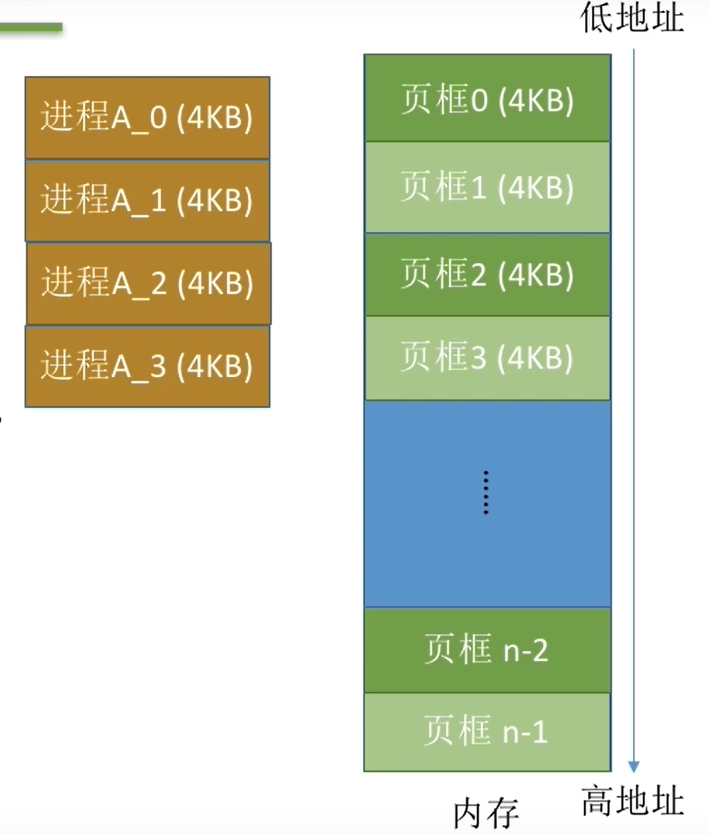 低地址
进程A_0 (4KB)
进程A_1 (4KB)
进程A_2 (4KB)
进程A_3 (4KB)
页框0 (4KB)
页框1 (4KB)
页框2 (4KB)
页框3 (4KB)
......
页框 n-2
页框 n-1
内存
高地址